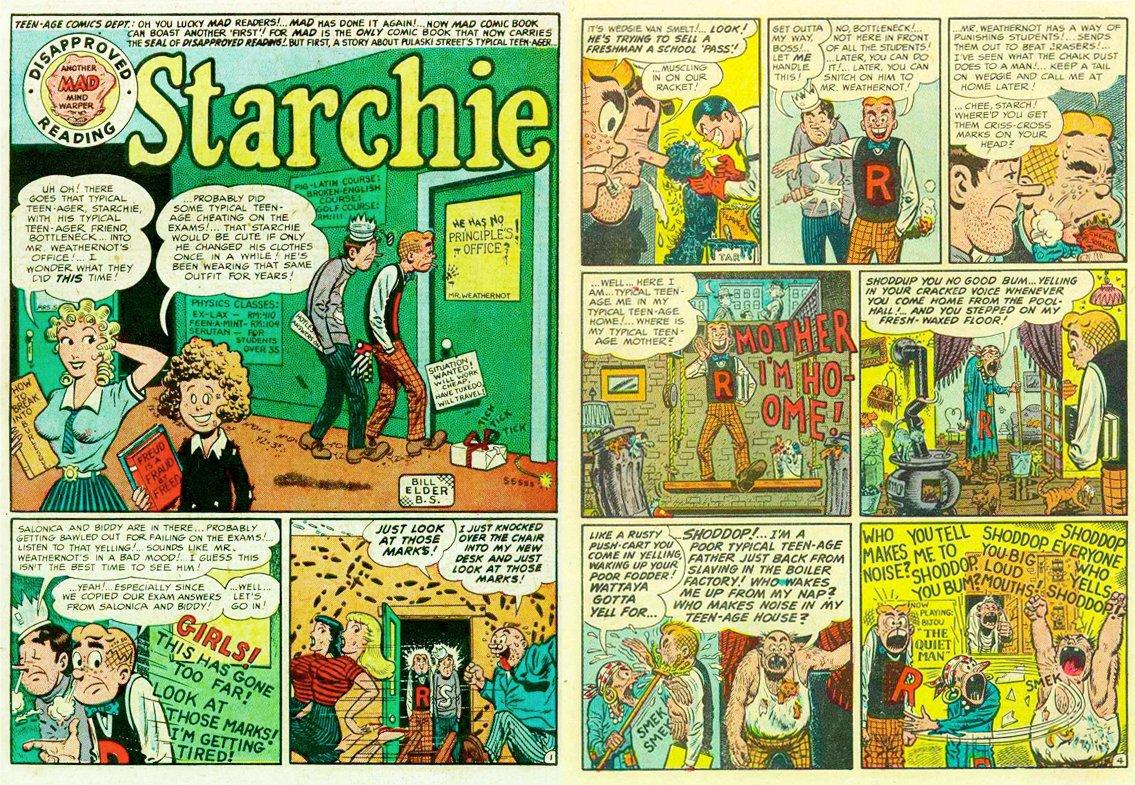 TEEN-AGE COMICS DEPT.: OH YOU LUCKY MAD READERS!... MAD HAS DONE IT AGAIN!... NOW MAD COMIC BOOK
CAN BOAST ANOTHER 'FIRST'! FOR MAD IS THE ONLY COMIC BOOK THAT NOW CARRIES
THE SEAL OF DISAPPROVED READING! BUT FIRST, A STORY ABOUT PULASKI STREET'S TYPICAL TEEN-AGER...
DISAPPROVED
READING
ANOTHER
MAD
MIND
WARPER
Starchie
UH OH! THERE
GOES THAT TYPICAL
TEEN-AGER, STARCHIE,
WITH HIS TYPICAL
TEEN-AGER FRIEND,
BOTTLENECK... INTO
MR. WEATHERNOT'S
OFFICE!... I
WONDER WHAT THEY
DID THIS TIME!
...PROBABLY DID
SOME TYPICAL TEEN-
AGE CHEATING ON THE
EXAMS!... THAT STARCHIE
WOULD BE CUTE IF ONLY
HE CHANGED HIS CLOTHES
ONCE IN A WHILE! HE'S
BEEN WEARING THAT SAME
OUTFIT FOR YEARS!
PIG-LATIN COURSE:
BROKEN-ENGLISH
COURSE:
GOLF COURSE:
RM:111
HE HAS NO
PRINCIPLE'S
OFFICE?
MR. WEATHERNOT
PHYSICS CLASSES:
EX-LAX - RM:410
FEEN-A-MINT-RM:104
SERUTAN - FOR
STUDENTS
OVER 35
SITUATION
WANTED!
WILL WORK
CHEAP.
HAVE TUXEDO.
WILL TRAVEL!
TICK
TICK
TICK
SSSSS
HOW
TO
BREAK
INTO
FREUD
IS A
FRAUD
BY
FREED
BILL
ELDER
B.S.
SALONICA AND BIDDY ARE IN THERE... PROBABLY
GETTING BAWLED OUT FOR FAILING ON THE EXAMS!...
LISTEN TO THAT YELLING!... SOUNDS LIKE MR.
WEATHERNOT'S IN A BAD MOOD!.. I GUESS THIS
ISN'T THE BEST TIME TO SEE HIM!
...YEAH!... ESPECIALLY SINCE
WE COPIED OUR EXAM ANSWERS
FROM SALONICA AND BIDDY!
...WELL...
LET'S
GO IN!
GIRLS!
THIS HAS GONE
TOO FAR!
LOOK AT
THOSE MARKS!
I'M GETTING
TIRED!
JUST LOOK
AT THOSE
MARKS!
I JUST KNOCKED
OVER THE CHAIR
INTO MY NEW
DESK AND JUST
LOOK AT THOSE
MARKS!
R
S
1
IT'S WEDGIE VAN SMELT!... LOOK!
HE'S TRYING TO SELL A
FRESHMAN A SCHOOL 'PASS'!
...MUSCLING
IN ON OUR
RACKET!
TAR
GET OUTTA
MY WAY,
BOSS!...
LET ME
HANDLE
THIS!
NO, BOTTLENECK!...
NOT HERE IN FRONT
OF ALL THE STUDENTS!
...LATER, YOU CAN DO
IT!... LATER, YOU CAN
SNITCH ON HIM TO
MR. WEATHERNOT!
R
...MR. WEATHERNOT HAS A WAY OF
PUNISHING STUDENTS!... SENDS
THEM OUT TO BEAT ERASERS!...
I'VE SEEN WHAT THE CHALK DUST
DOES TO A MAN!... KEEP A TAIL
ON WEDGIE AND CALL ME AT
HOME LATER!
...CHEE, STARCH!
WHERE'D YOU GET
THEM CRISS-CROSS
MARKS ON YOUR
HEAD?
...WELL... HERE I
AM... TYPICAL TEEN-
AGE ME IN MY
TYPICAL TEEN-AGE
HOME!... WHERE IS
MY TYPICAL TEEN-
AGE MOTHER?
MOTHER
I'M HO-
OME!
R
SHODDUP YOU NO GOOD BUM... YELLING
IN YOUR CRACKED VOICE WHENEVER
YOU COME HOME FROM THE POOL-
HALL!... AND YOU STEPPED ON MY
FRESH-WAXED FLOOR!
R
LIKE A RUSTY
PUSH-CART YOU
COME IN YELLING,
WAKING UP YOUR
POOR FODDER!
WATTAYA
GOTTA
YELL FOR...
SMEK
SMEK
SHODDOP!... I'M A
POOR TYPICAL TEEN-AGE
FATHER JUST BACK FROM
SLAVING IN THE BOILER
FACTORY! WHO WAKES
ME UP FROM MY NAP?
WHO MAKES NOISE IN MY
TEEN-AGE HOUSE?
WHO
MAKES
NOISE?
YOU TELL
ME TO
SHODDOP,
YOU BUM?
SHODDOP
YOU BIG
LOUD
MOUTHS!
SHODDOP
EVERYONE
WHO
YELLS
SHODDOP!
NOW
PLAYING:
BIJOU
"THE
QUIET
MAN"
SMEK
R
4